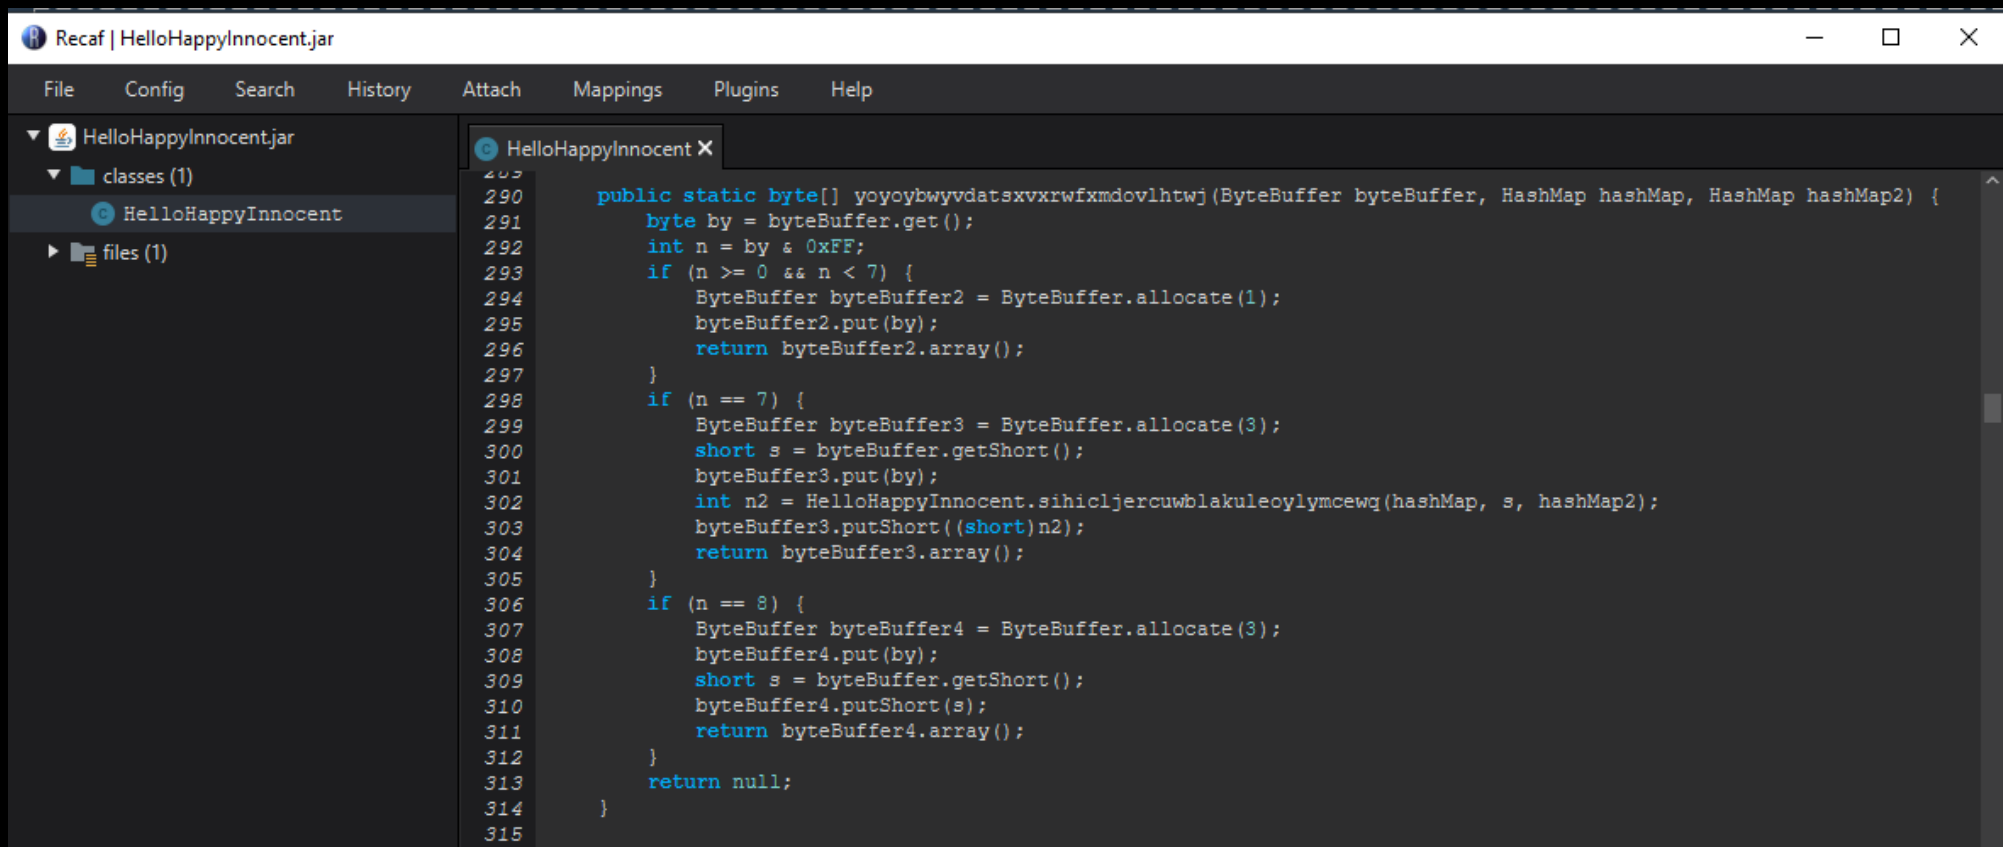 Recaf | HelloHappyInnocent.jar
File Config Search History Attach Mappings Plugins Help
HelloHappyInnocent.jar
classes (1)
HelloHappyInnocent
files (1)
HelloHappyInnocent
289
290 public static byte[] yoyoybwyvdatsxvxrwfxmdovlhtwj(ByteBuffer byteBuffer, HashMap hashMap, HashMap hashMap2) {
291 byte by = byteBuffer.get();
292 int n = by & 0xFF;
293 if (n >= 0 && n < 7) {
294 ByteBuffer byteBuffer2 = ByteBuffer.allocate(1);
295 byteBuffer2.put(by);
296 return byteBuffer2.array();
297 }
298 if (n == 7) {
299 ByteBuffer byteBuffer3 = ByteBuffer.allocate(3);
300 short s = byteBuffer.getShort();
301 byteBuffer3.put(by);
302 int n2 = HelloHappyInnocent.sihicljercuwblakuleoylymcewq(hashMap, s, hashMap2);
303 byteBuffer3.putShort((short)n2);
304 return byteBuffer3.array();
305 }
306 if (n == 8) {
307 ByteBuffer byteBuffer4 = ByteBuffer.allocate(3);
308 byteBuffer4.put(by);
309 short s = byteBuffer.getShort();
310 byteBuffer4.putShort(s);
311 return byteBuffer4.array();
312 }
313 return null;
314 }
315